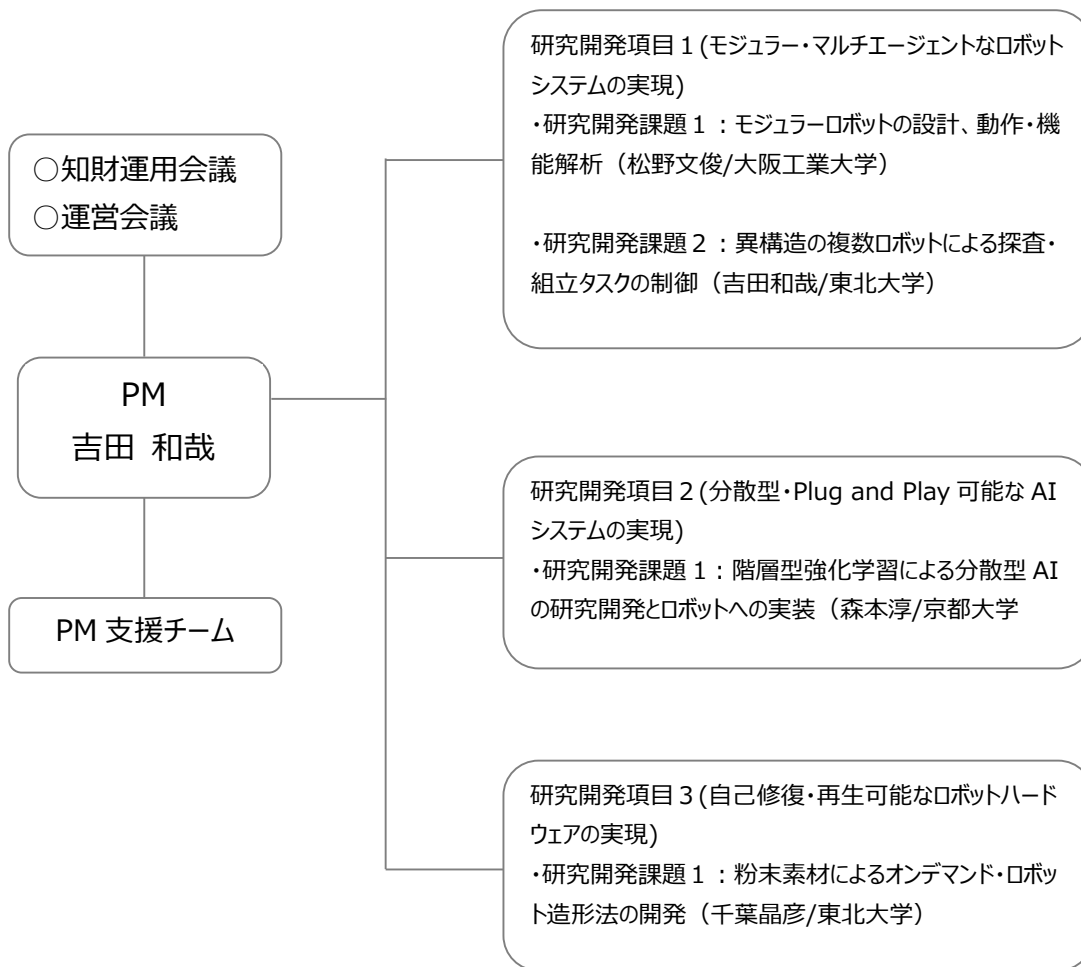 ○知財運用会議
○運営会議
PM
吉田 和哉
PM 支援チーム
研究開発項目1(モジュラー・マルチエージェントなロボット
システムの実現)
・研究開発課題1:モジュラーロボットの設計、動作・機
能解析(松野文俊/大阪工業大学)
・研究開発課題2:異構造の複数ロボットによる探査・
組立タスクの制御(吉田和哉/東北大学)
研究開発項目2(分散型・Plug and Play 可能な AI
システムの実現)
・研究開発課題1:階層型強化学習による分散型 AI
の研究開発とロボットへの実装(森本淳/京都大学
研究開発項目3(自己修復・再生可能なロボットハード
ウェアの実現)
・研究開発課題1:粉末素材によるオンデマンド・ロボッ
ト造形法の開発(千葉晶彦/東北大学)